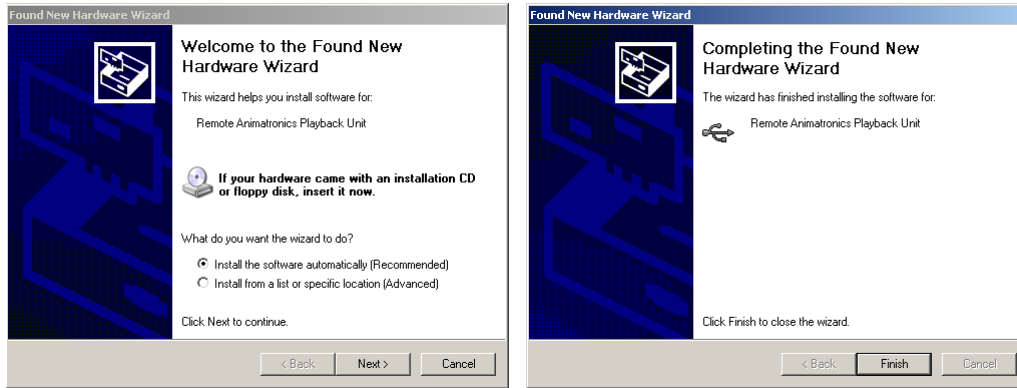 Found New Hardware Wizard
Welcome to the Found New
Hardware Wizard
This wizard helps you install software for:
Remote Animatronics Playback Unit
If your hardware came with an installation CD
or floppy disk, insert it now.
What do you want the wizard to do?
Install the software automatically (Recommended)
Install from a list or specific location (Advanced)
Click Next to continue.
< Back
Next >
Cancel
Found New Hardware Wizard
Completing the Found New
Hardware Wizard
The wizard has finished installing the software for:
Remote Animatronics Playback Unit
Click Finish to close the wizard.
< Back
Finish
Cancel